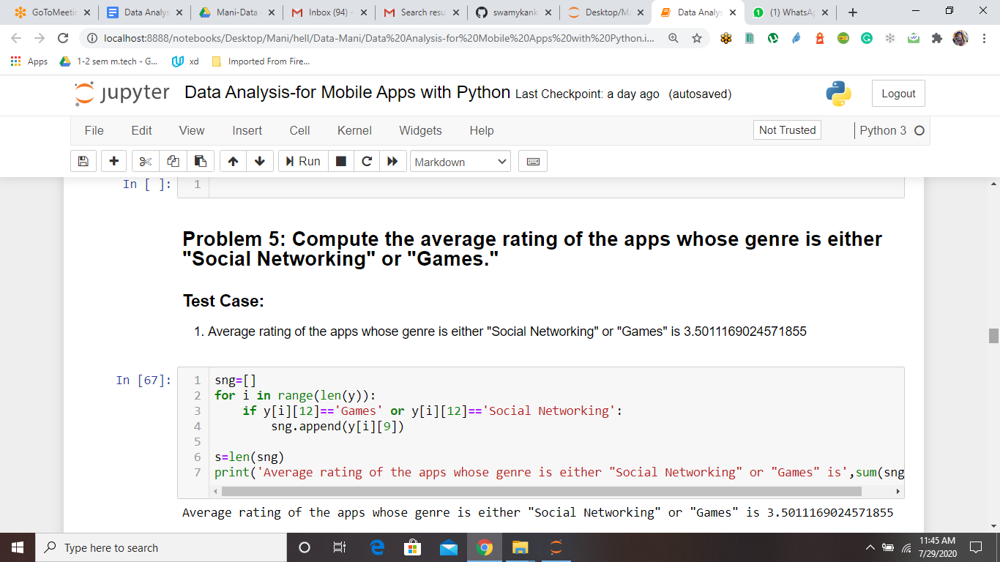 GoToMeetin
Data Analys
Mani-Data
Inbox (94) -
Search resu
swamykank
Desktop/Ma
Data Analys
(1) WhatsAp
localhost:8888/notebooks/Desktop/Mani/hell/Data-Mani/Data%20Analysis-for%20Mobile%20Apps%20with%20Python.i...
Apps
1-2 sem m.tech - G...
xd
Imported From Fire...
jupyter Data Analysis-for Mobile Apps with Python Last Checkpoint: a day ago (autosaved)
Logout
File Edit View Insert Cell Kernel Widgets Help
Not Trusted
Python 3
Run
Markdown
In [ ]:
1
Problem 5: Compute the average rating of the apps whose genre is either
"Social Networking" or "Games."
Test Case:
1. Average rating of the apps whose genre is either "Social Networking" or "Games" is 3.5011169024571855
In [67]:
1 sng=[]
2 for i in range(len(y)):
3     if y[i][12]=='Games' or y[i][12]=='Social Networking':
4         sng.append(y[i][9])
5
6 s=len(sng)
7 print('Average rating of the apps whose genre is either "Social Networking" or "Games" is',sum(sng
Average rating of the apps whose genre is either "Social Networking" or "Games" is 3.5011169024571855
Type here to search
11:45 AM
7/29/2020